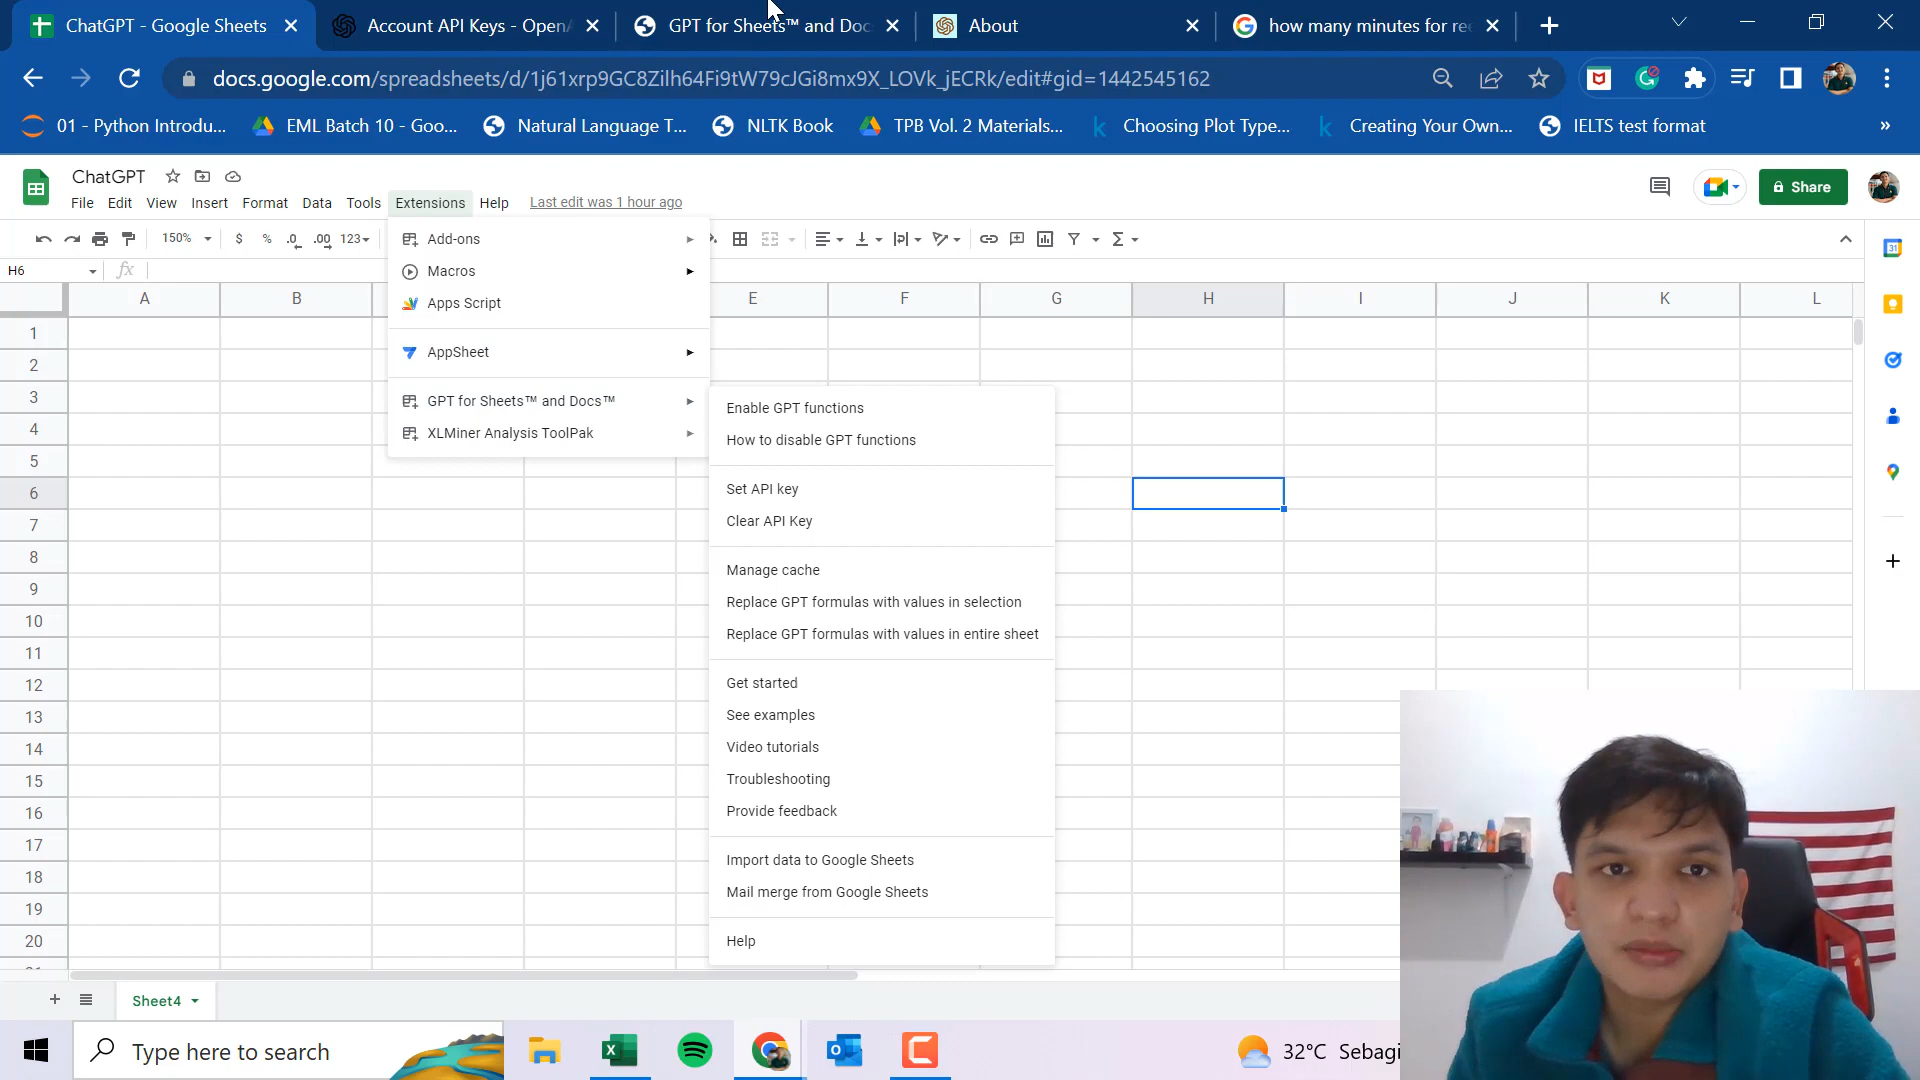 ChatGPT - Google Sheets
Account API Keys - OpenA
GPT for Sheets™ and Doc
About
how many minutes for re
docs.google.com/spreadsheets/d/1j61xrp9GC8Zilh64Fi9tW79cJGi8mx9X_LOVk_jECRk/edit#gid=1442545162
01 - Python Introdu...
EML Batch 10 - Goo...
Natural Language T...
NLTK Book
TPB Vol. 2 Materials...
Choosing Plot Type...
Creating Your Own...
IELTS test format
»
ChatGPT
Share
File Edit View Insert Format Data Tools Extensions Help Last edit was 1 hour ago
150% $ % .0 .00 123
H6
fx
A B E F G H I J K L
Add-ons
Macros
Apps Script
AppSheet
GPT for Sheets™ and Docs™
XLMiner Analysis ToolPak
Enable GPT functions
How to disable GPT functions
Set API key
Clear API Key
Manage cache
Replace GPT formulas with values in selection
Replace GPT formulas with values in entire sheet
Get started
See examples
Video tutorials
Troubleshooting
Provide feedback
Import data to Google Sheets
Mail merge from Google Sheets
Help
1
2
3
4
5
6
7
8
9
10
11
12
13
14
15
16
17
18
19
20
31
Sheet4
Type here to search
32°C Sebagi